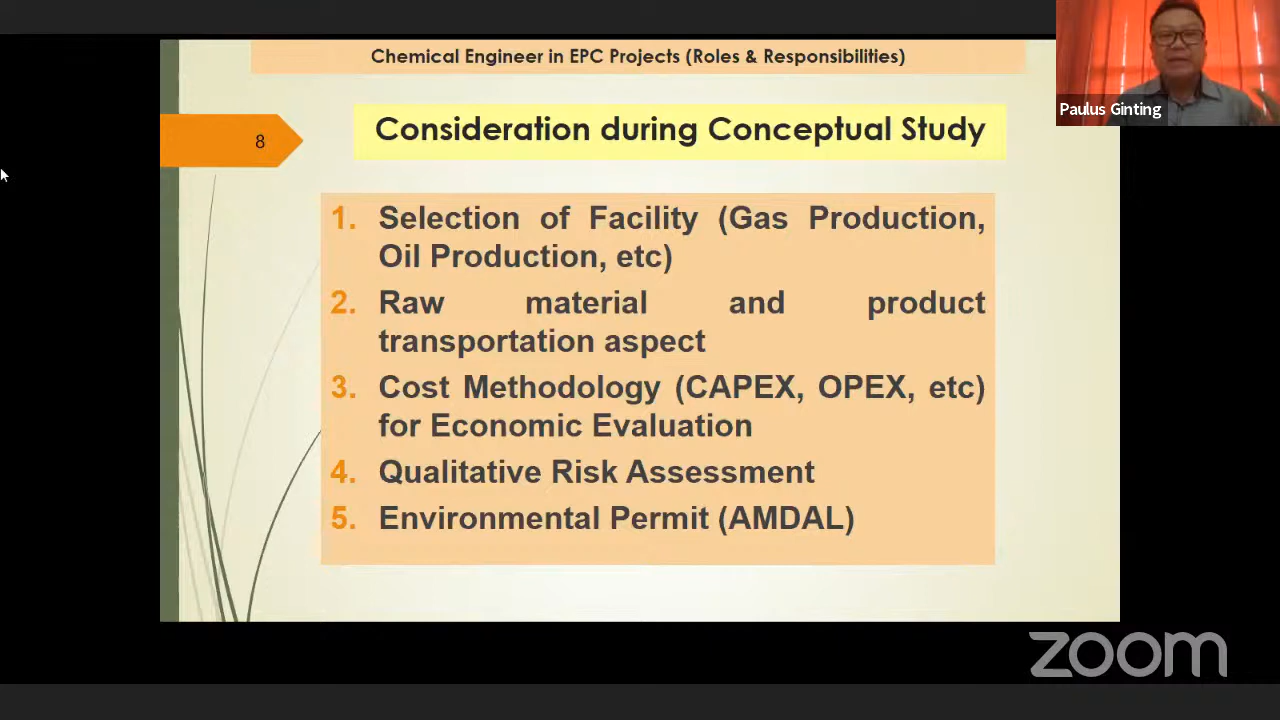 Chemical Engineer in EPC Projects (Roles & Responsibilities)
Paulus Ginting
8
Consideration during Conceptual Study
1. Selection of Facility (Gas Production,
Oil Production, etc)
2. Raw material and product
transportation aspect
3. Cost Methodology (CAPEX, OPEX, etc)
for Economic Evaluation
4. Qualitative Risk Assessment
5. Environmental Permit (AMDAL)
zoom